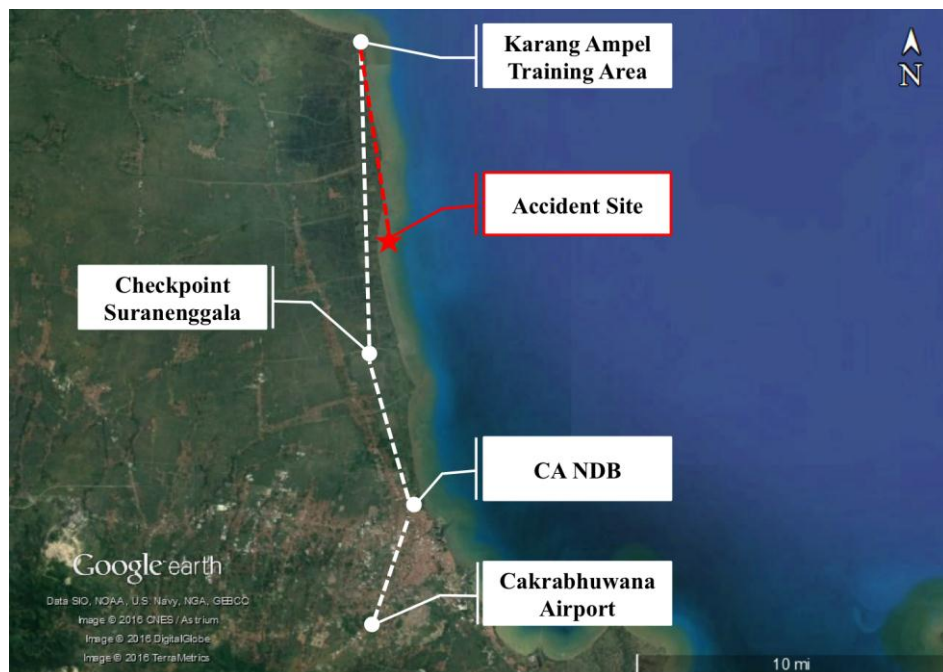 Karang Ampel
Training Area
N
Accident Site
Checkpoint
Suranenggala
CA NDB
Google earth
Data SIO, NOAA, U.S. Navy, NGA, GEBCO
Image © 2016 CNES / Astrium
Image © 2016 DigitalGlobe
Image © 2016 TerraMetrics
Cakrabhuwana
Airport
10 mi